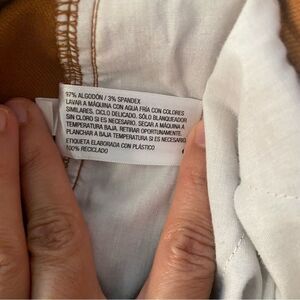 97% ALGODÓN / 3% SPANDEX
LAVAR A MÁQUINA CON AGUA FRÍA CON COLORES
SIMILARES. CICLO DELICADO. SÓLO BLANQUEADOR
SIN CLORO SI ES NECESARIO. SECAR A MÁQUINA A
TEMPERATURA BAJA. RETIRAR OPORTUNAMENTE.
PLANCHAR A BAJA TEMPERATURA SI ES NECESARIO
ETIQUETA ELABORADA CON PLÁSTICO
100% RECICLADO